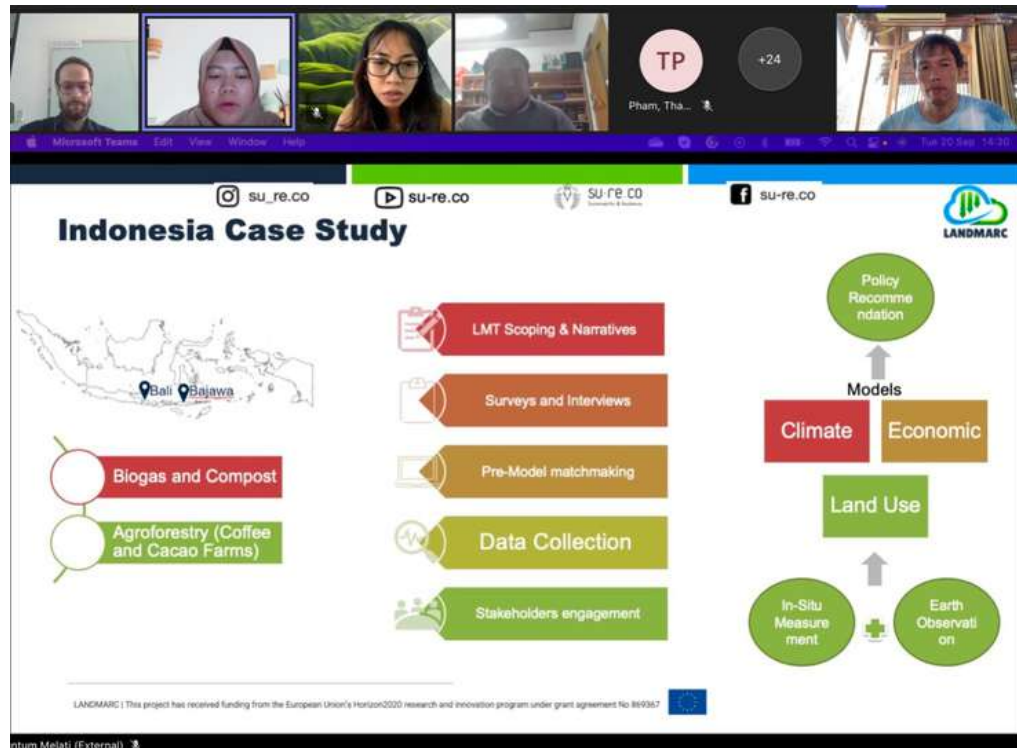 TP
+24
Pham, Tha...
Microsoft Teams Edit View Window Help
Tue 20 Sep 14:30
su_re.co
su-re.co
su-re.co
su-re.co
LANDMARC
Indonesia Case Study
Bali
Bajawa
Biogas and Compost
Agroforestry (Coffee
and Cacao Farms)
LMT Scoping & Narratives
Surveys and Interviews
Pre-Model matchmaking
Data Collection
Stakeholders engagement
Policy
Recomme
ndation
Models
Climate
Economic
Land Use
In-Situ
Measure
ment
Earth
Observati
on
LANDMARC | This project has received funding from the European Union's Horizon2020 research and innovation program under grant agreement No 869367
ntum Melati (External)